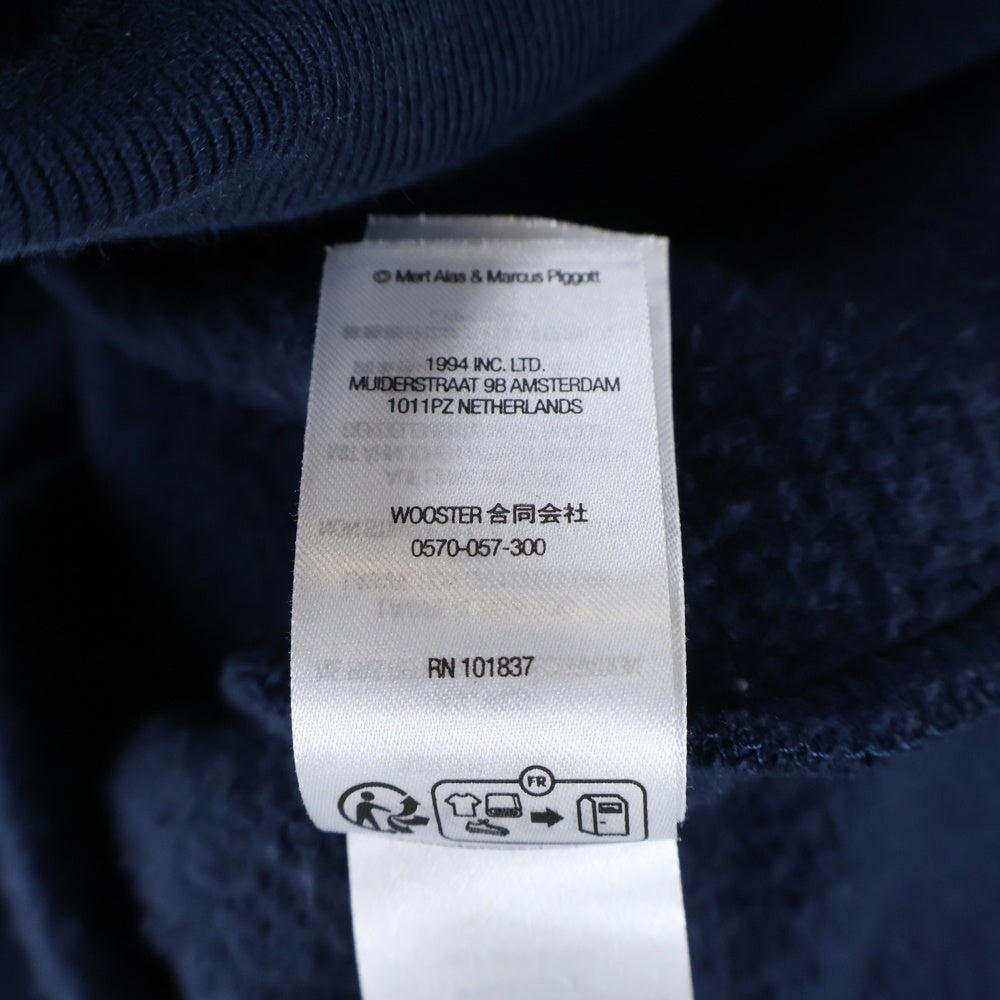 © Mert Alas & Marcus Piggott
1994 INC. LTD.
MUIDERSTRAAT 9B AMSTERDAM
1011PZ NETHERLANDS
WOOSTER 合同会社
0570-057-300
RN 101837
FR